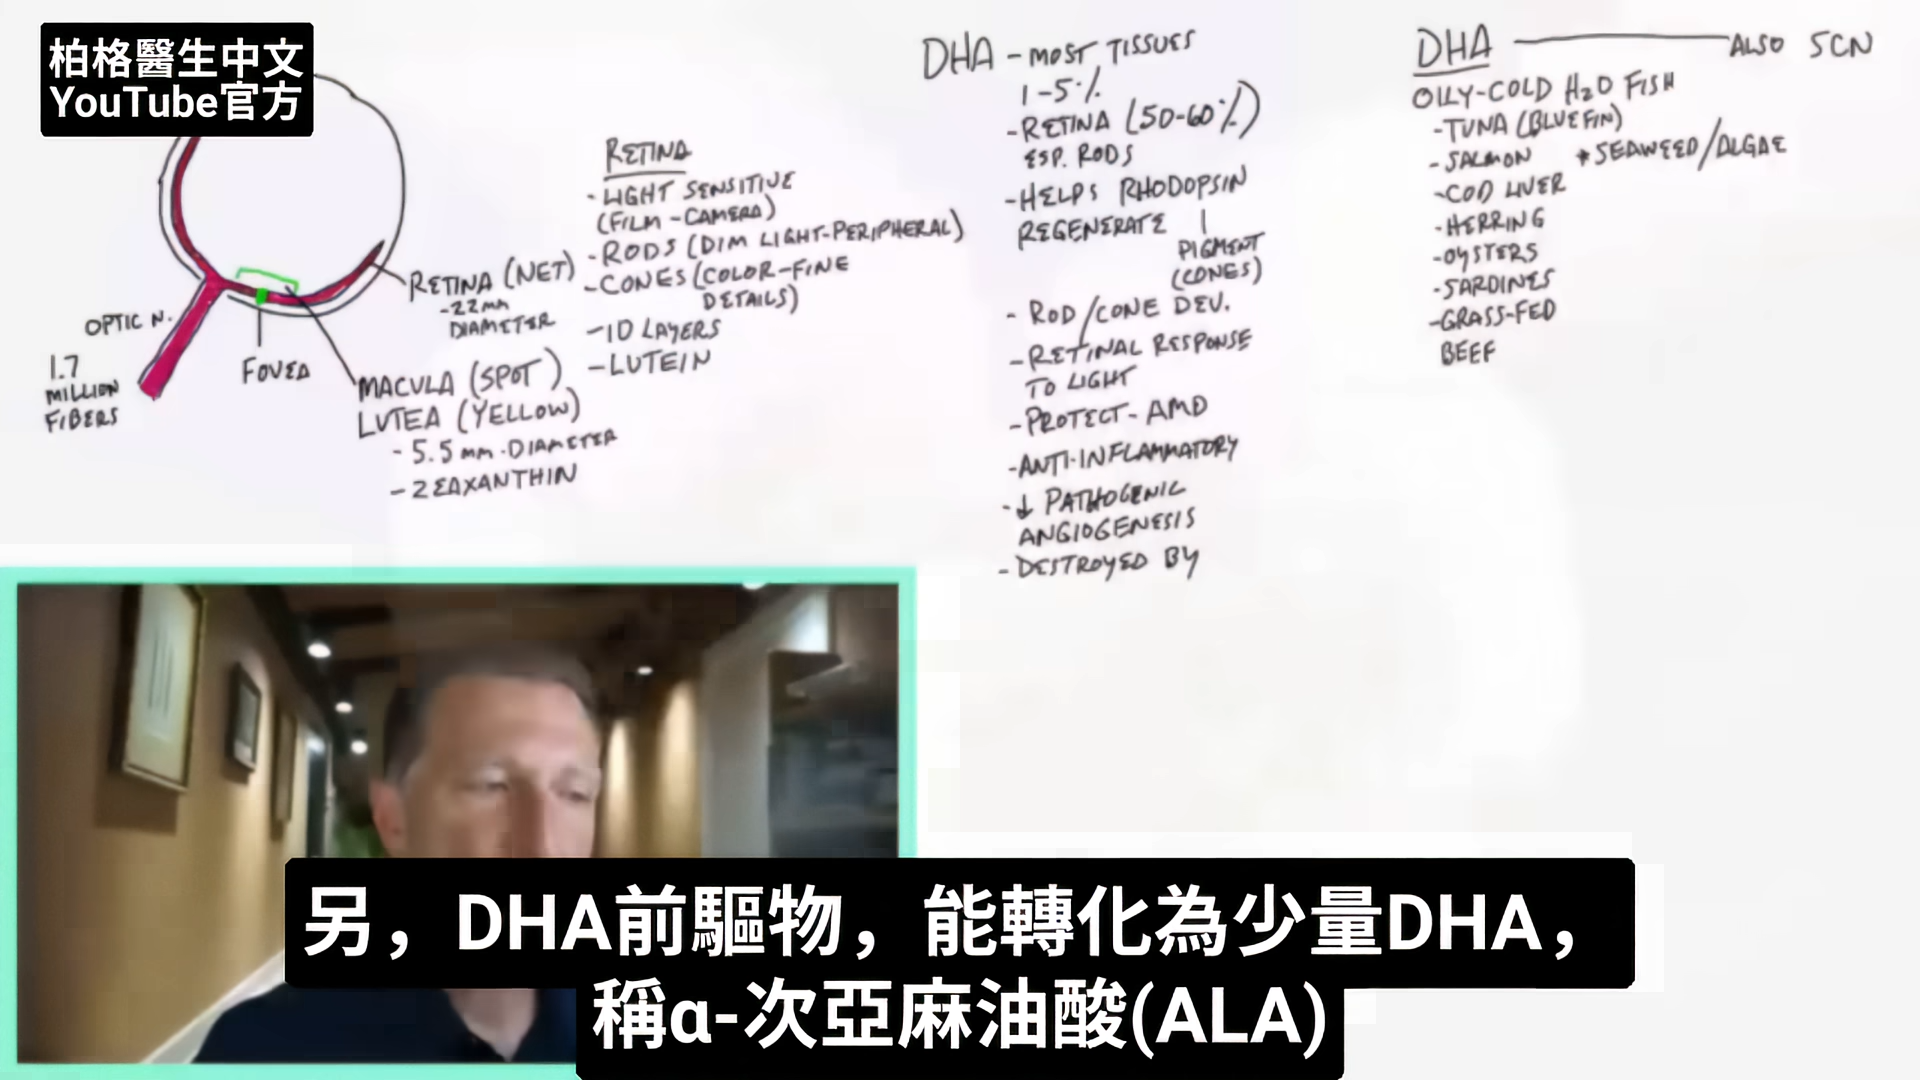 柏格醫生中文
YouTube官方
OPTIC N.
1.7
MILLION
FIBERS
FOVEA
RETINA (NET)
-22mm
DIAMETER
MACULA (SPOT)
LUTEA (YELLOW)
- 5.5mm.DIAMETER
- ZEAXANTHIN
RETINA
- LIGHT SENSITIVE
(FILM-CAMERA)
- RODS (DIM LIGHT-PERIPHERAL)
- CONES (COLOR-FINE
DETAILS)
- 10 LAYERS
- LUTEIN
DHA - MOST TISSUES
1-5%
- RETINA (50-60%)
ESP. RODS
- HELPS RHODOPSIN
REGENERATE
PIGMENT
(CONES)
- ROD/CONE DEV.
- RETINAL RESPONSE
TO LIGHT
- PROTECT - AMD
- ANTI-INFLAMMATORY
- ↓ PATHOGENIC
ANGIOGENESIS
- DESTROYED BY
DHA ALSO SCN
OILY-COLD H2O FISH
- TUNA (BLUEFIN)
- SALMON *SEAWEED/ALGAE
- COD LIVER
- HERRING
- OYSTERS
- SARDINES
- GRASS-FED
BEEF
另，DHA前驅物，能轉化為少量DHA，
稱α-次亞麻油酸(ALA)